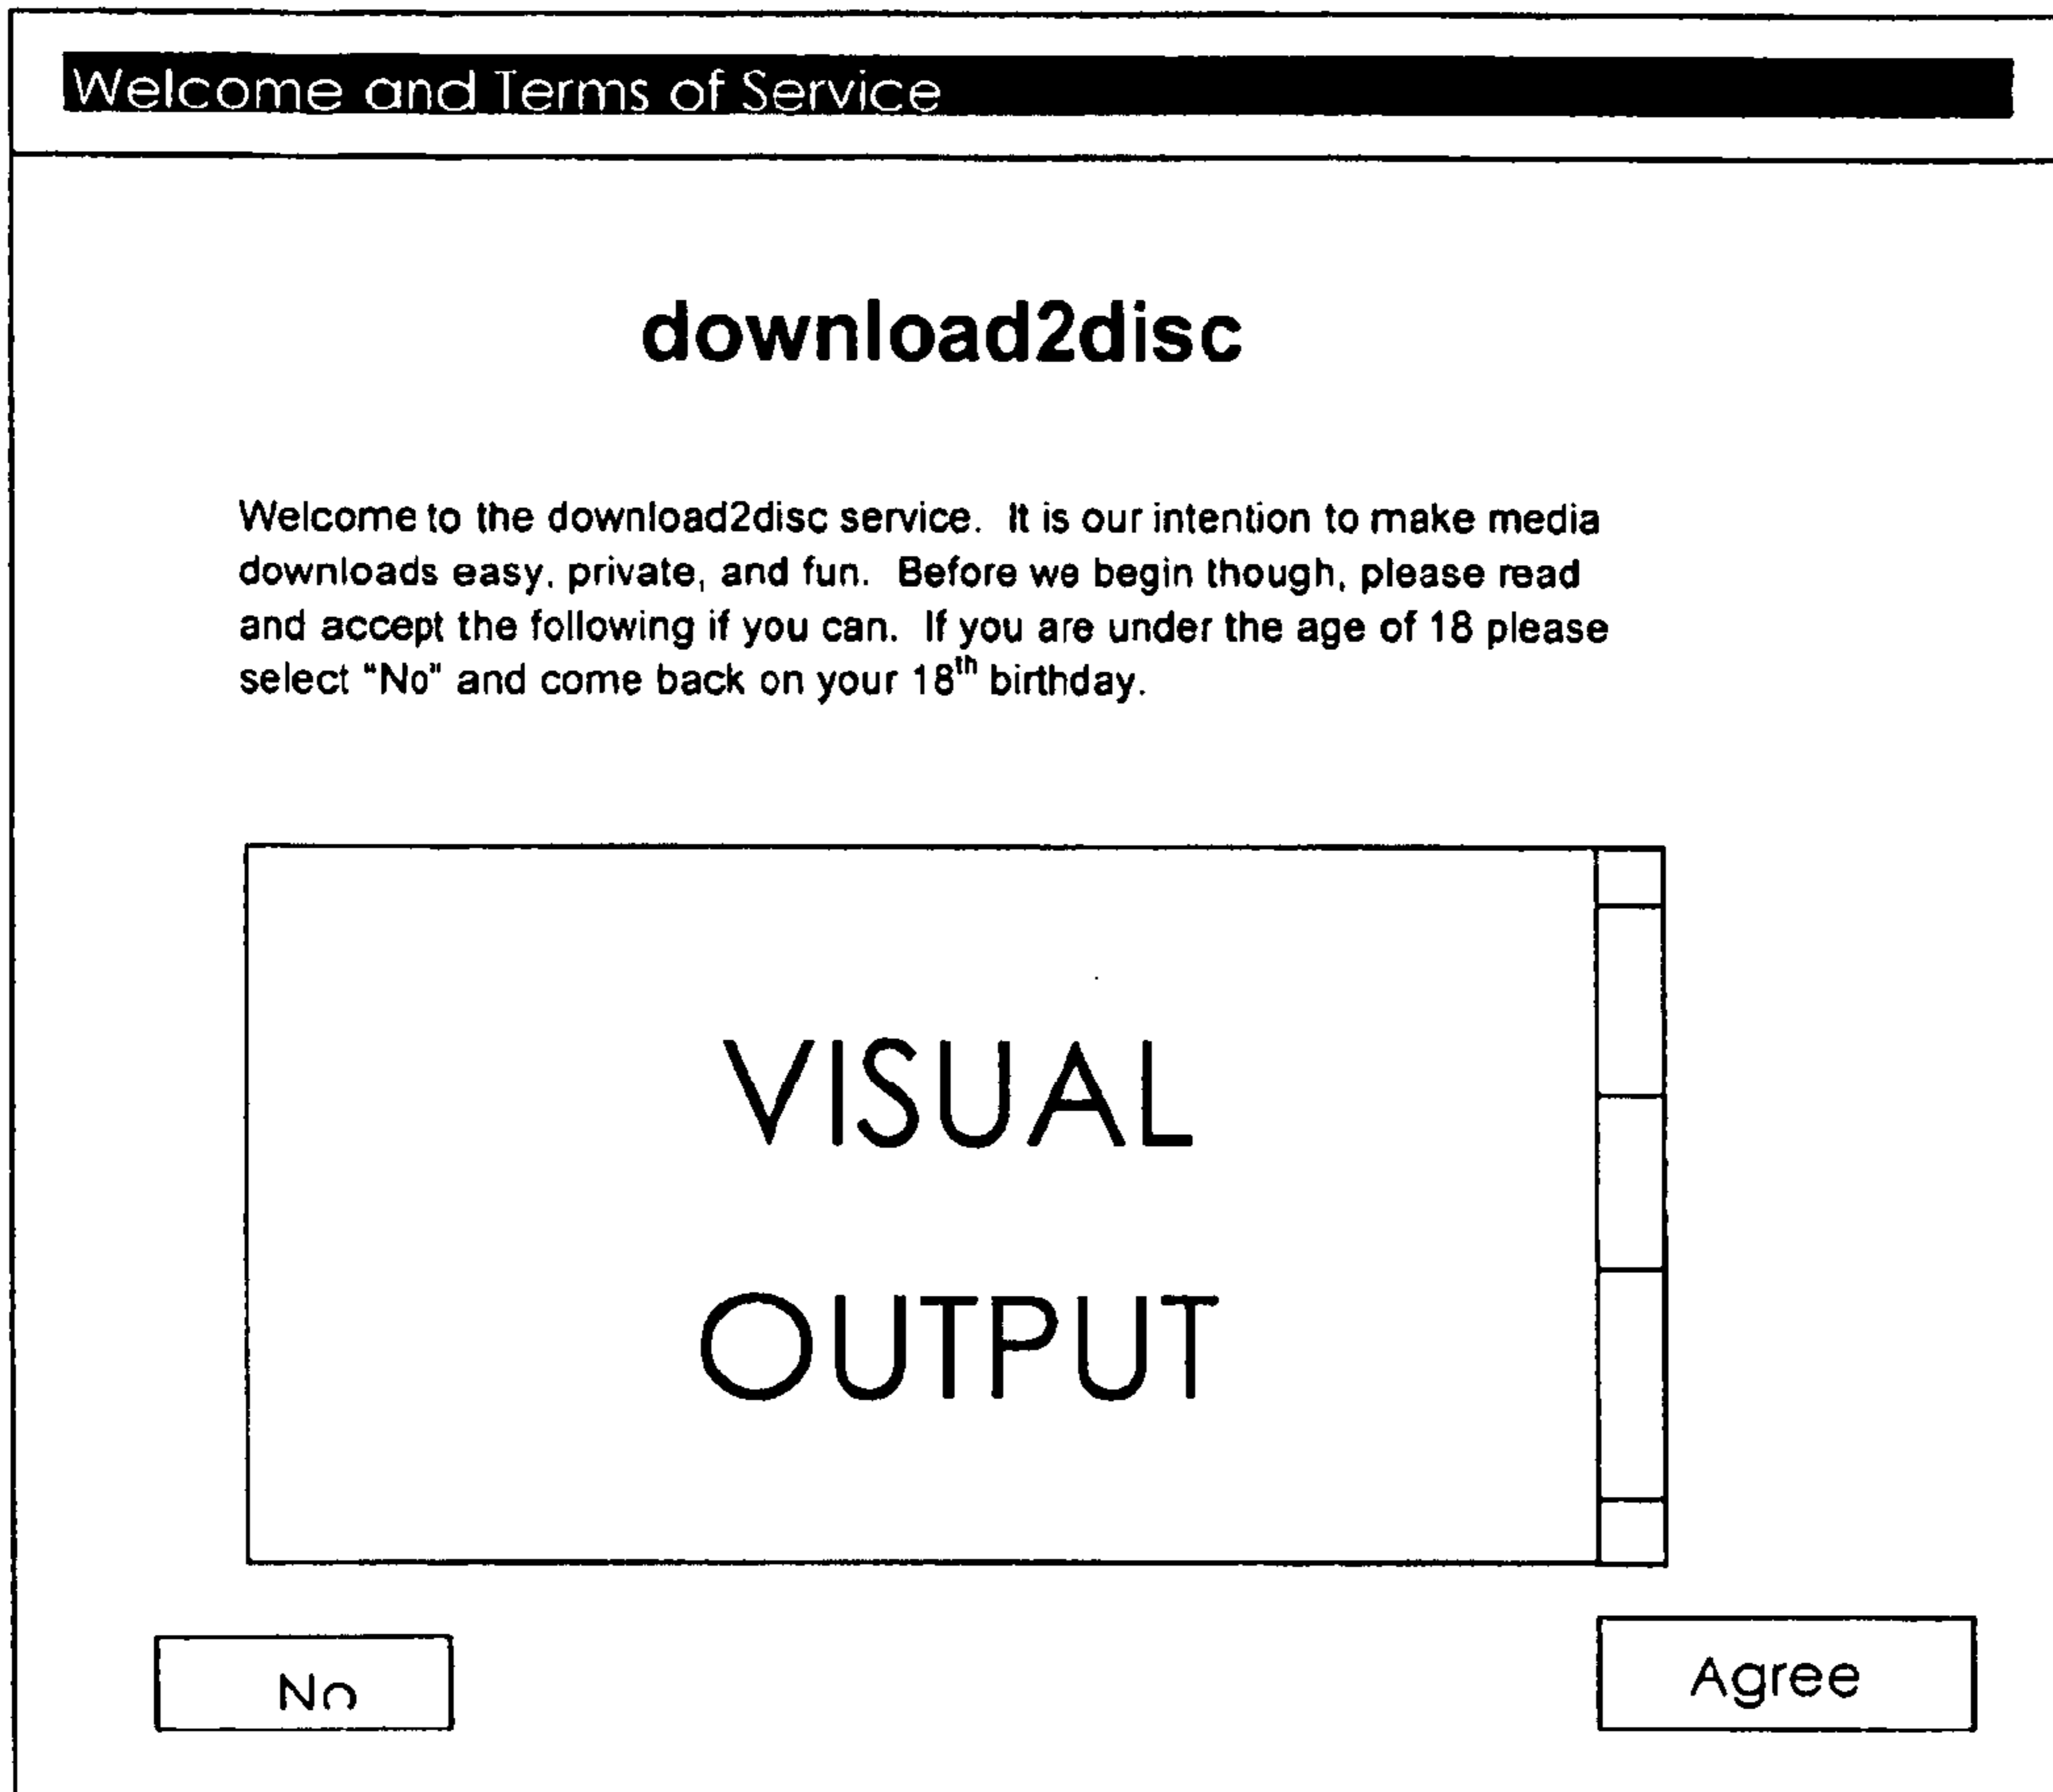 Welcome and Terms of Service
download2disc
Welcome to the download2disc service. It is our intention to make media
downloads easy, private, and fun. Before we begin though, please read
and accept the following if you can. If you are under the age of 18 please
select "No" and come back on your 18th birthday.
VISUAL
OUTPUT
No
Agree